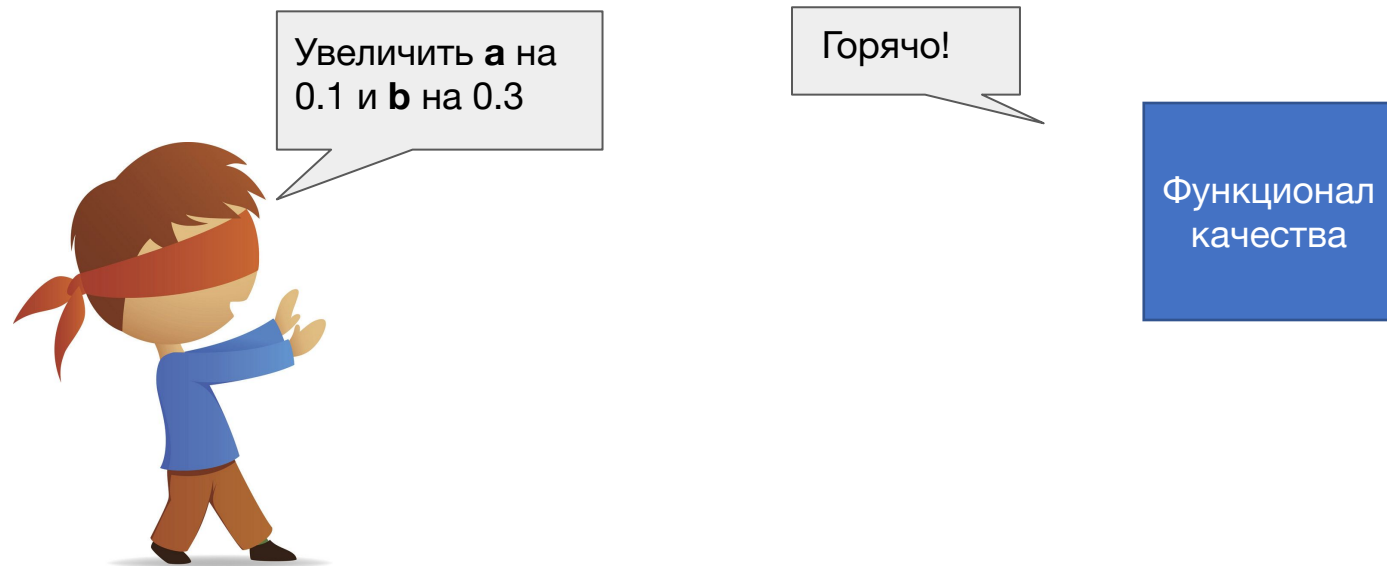 Увеличить a на
0.1 и b на 0.3
Горячо!
Функционал
качества